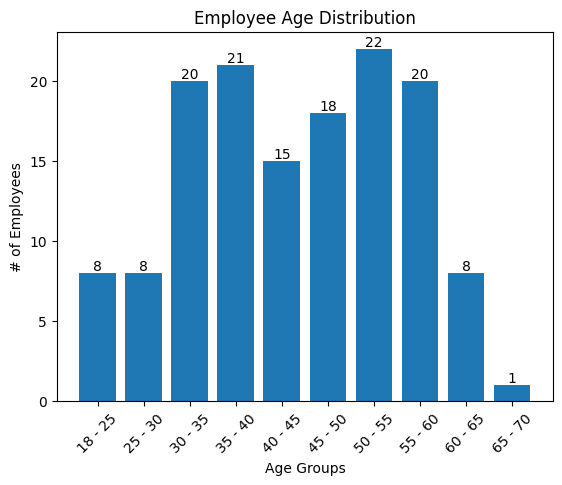 Employee Age Distribution
# of Employees
20
15
10
5
0
8
8
20
21
15
18
22
20
8
1
18 - 25
25 - 30
30 - 35
35 - 40
40 - 45
45 - 50
50 - 55
55 - 60
60 - 65
65 - 70
Age Groups